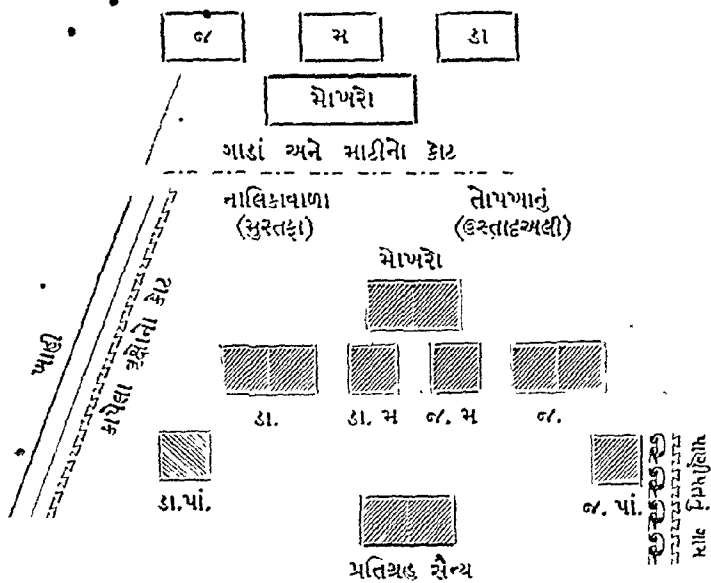 જ મ ડા
મોખરો
ગાડાં અને માટીનો કોટ
નાલિકાવાળા તોપખાનું
(મુસ્તફા) (ઉસ્તાદઅલી)
મોખરો
ખાઈ
કાપેલા વૃક્ષોનો કોટ
ડા. ડા. મ જ. મ જ.
ડા.પાં. જ. પાં.
પ્રતિગ્રહ સૈન્ય